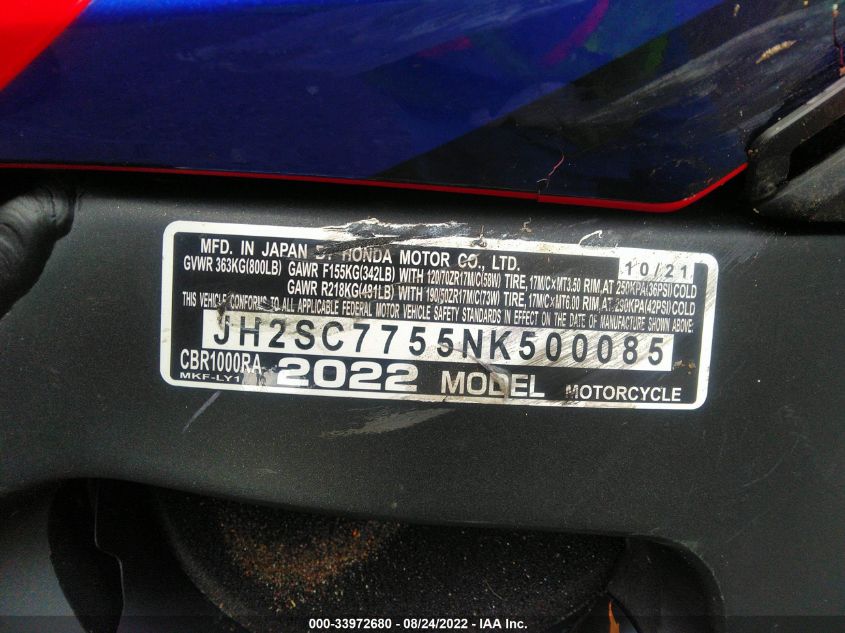 MFD. IN JAPAN BY HONDA MOTOR CO., LTD. 10/21
GVWR 363KG(800LB) GAWR F155KG(342LB) WITH 120/70ZR17M/C(58W) TIRE, 17M/C×MT3.50 RIM, AT 250KPA(36PSI) COLD
GAWR R218KG(481LB) WITH 190/50ZR17M/C(73W) TIRE, 17M/C×MT6.00 RIM, AT 290KPA(42PSI) COLD
THIS VEHICLE CONFORMS TO ALL APPLICABLE FEDERAL MOTOR VEHICLE SAFETY STANDARDS IN EFFECT ON THE DATE OF MANUFACTURE SHOWN ABOVE.
JH2SC7755NK500085
CBR1000RA 2022 MODEL MOTORCYCLE
MKF-LY1
000-33972680 - 08/24/2022 - © IAA Inc.